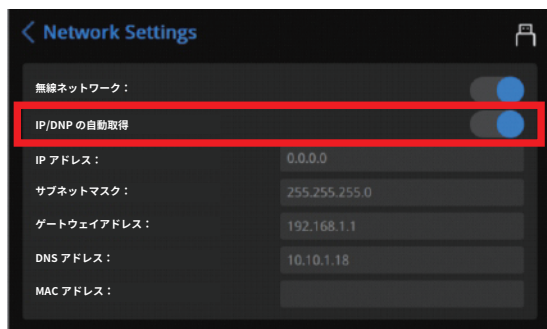 Network Settings
無線ネットワーク：
IP/DNP の自動取得
IP アドレス： 0.0.0.0
サブネットマスク： 255.255.255.0
ゲートウェイアドレス： 192.168.1.1
DNS アドレス： 10.10.1.18
MAC アドレス：